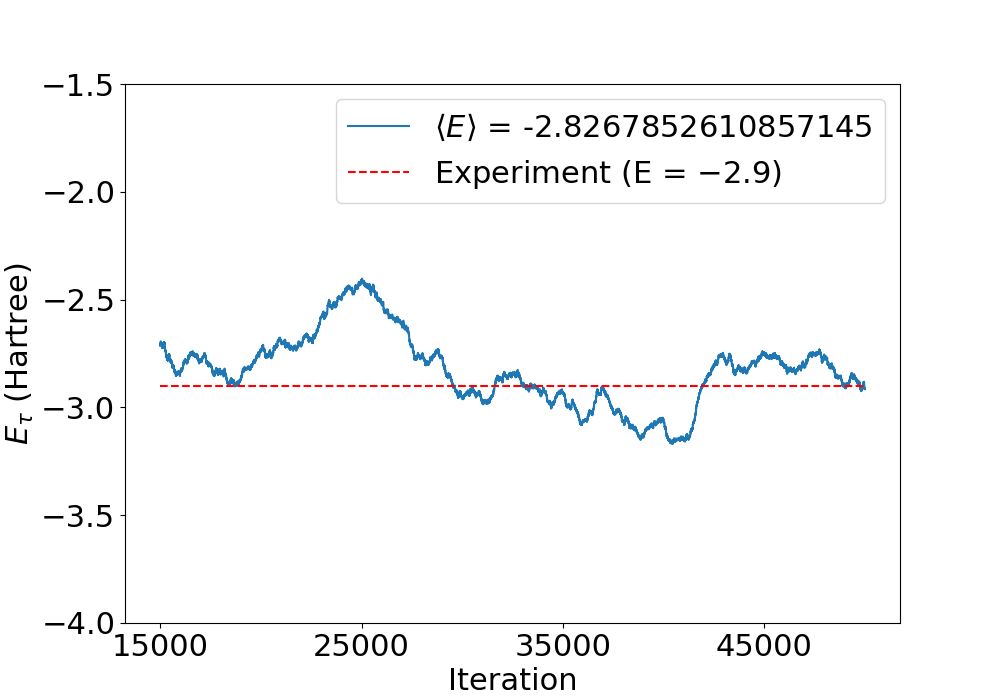 ⟨E⟩ = -2.8267852610857145
Experiment (E = −2.9)
−1.5
−2.0
−2.5
−3.0
−3.5
−4.0
E_τ (Hartree)
15000 25000 35000 45000
Iteration